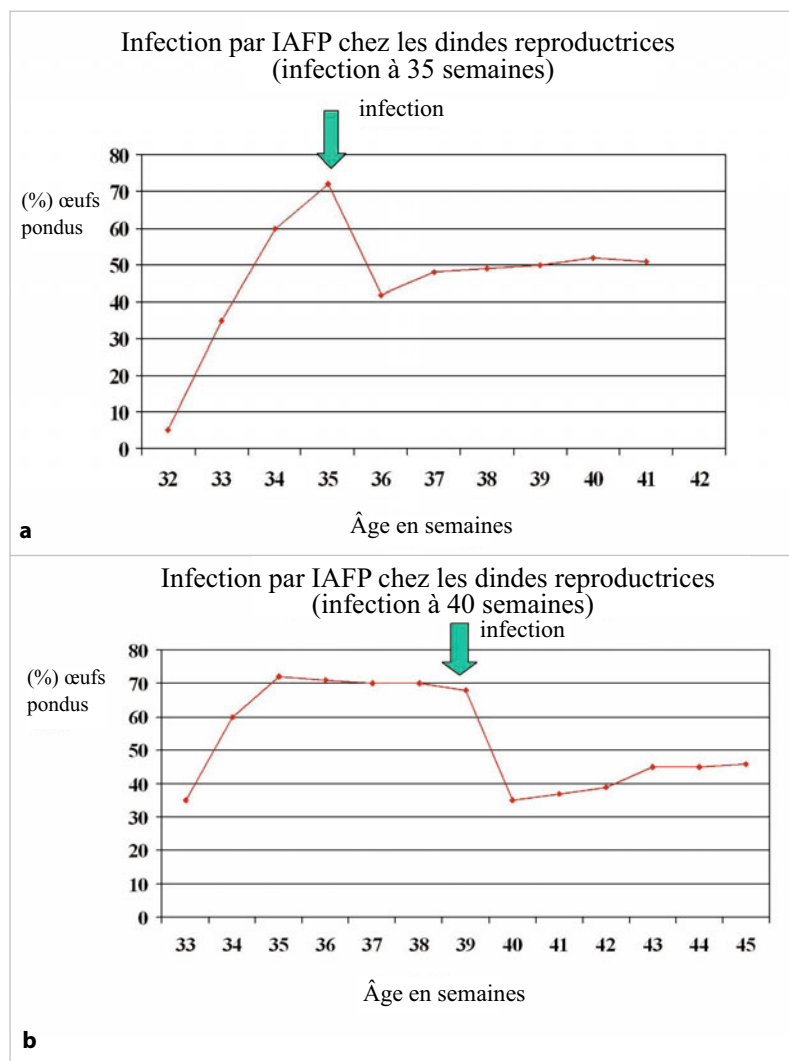 Infection par IAFP chez les dindes reproductrices
(infection à 35 semaines)
infection
(%) œufs
pondus
80
70
60
50
40
30
20
10
0
32 33 34 35 36 37 38 39 40 41 42
Âge en semaines
a
Infection par IAFP chez les dindes reproductrices
(infection à 40 semaines)
infection
(%) œufs
pondus
80
70
60
50
40
30
20
10
0
33 34 35 36 37 38 39 40 41 42 43 44 45
Âge en semaines
b